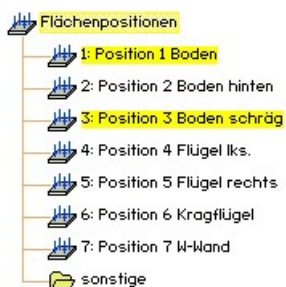 Flächenpositionen
1: Position 1 Boden
2: Position 2 Boden hinten
3: Position 3 Boden schräg
4: Position 4 Flügel lks.
5: Position 5 Flügel rechts
6: Position 6 Kragflügel
7: Position 7 W-Wand
sonstige